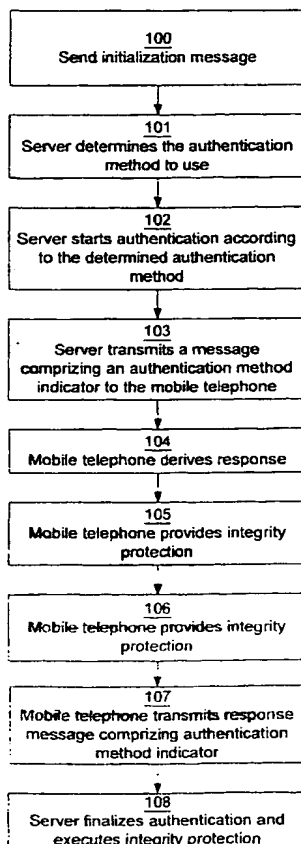 100
Send initialization message
101
Server determines the authentication
method to use
102
Server starts authentication according
to the determined authentication
method
103
Server transmits a message
comprizing an authentication method
indicator to the mobile telephone
104
Mobile telephone derives response
105
Mobile telephone provides integrity
protection
106
Mobile telephone provides integrity
protection
107
Mobile telephone transmits response
message comprizing authentication
method indicator
108
Server finalizes authentication and
executes integrity protection